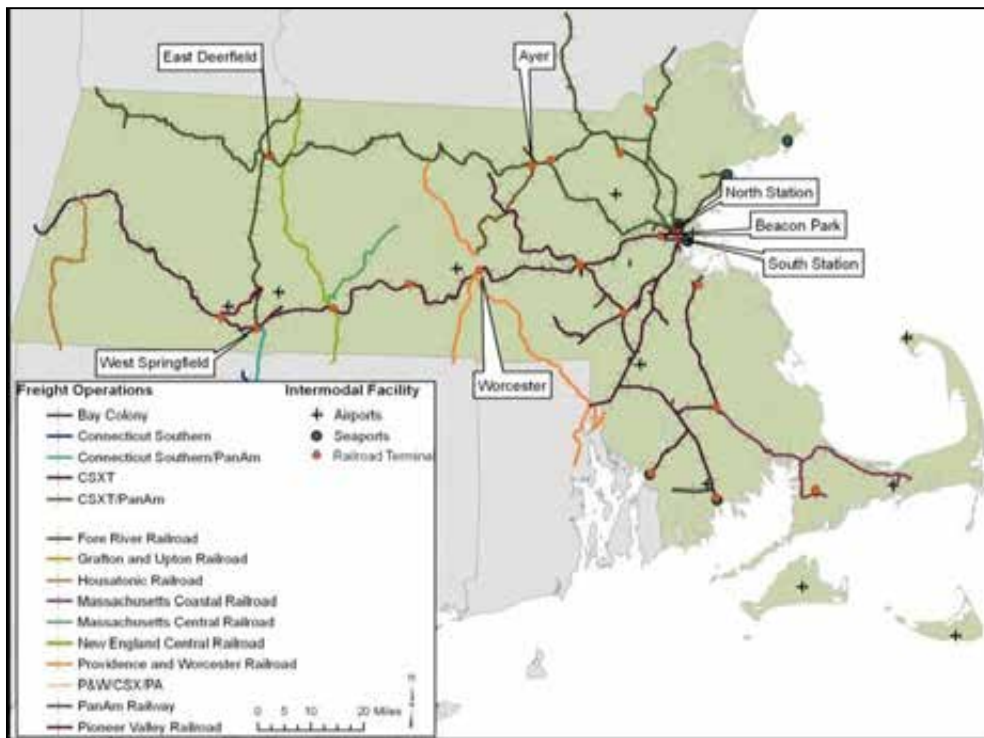 East Deerfield
Ayer
North Station
Beacon Park
South Station
West Springfield
Worcester
Freight Operations
Bay Colony
Connecticut Southern
Connecticut Southern/PanAm
CSXT
CSXT/PanAm
Fore River Railroad
Grafton and Upton Railroad
Housatonic Railroad
Massachusetts Coastal Railroad
Massachusetts Central Railroad
New England Central Railroad
Providence and Worcester Railroad
P&W/CSX/PA
PanAm Railway
Pioneer Valley Railroad
Intermodal Facility
Airports
Seaports
Railroad Terminal
0 5 10 20 Miles